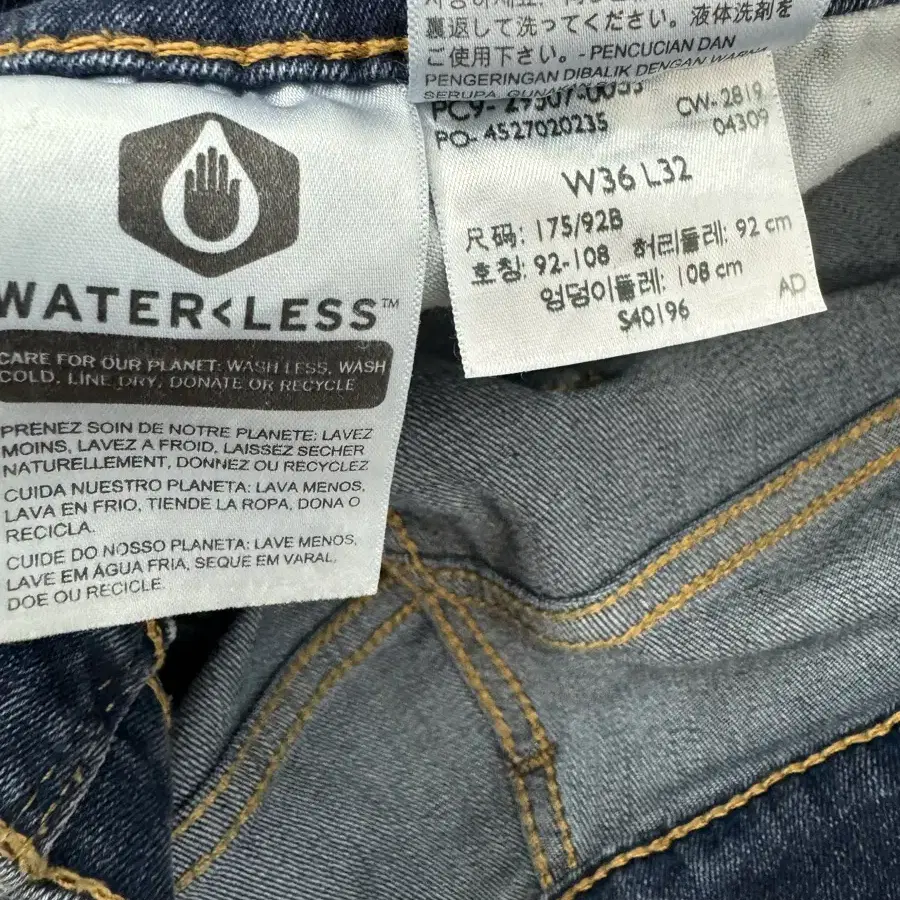 裏返して洗ってください。液体洗剤を
ご使用下さい。- PENCUCIAN DAN
PENGERINGAN DIBALIK DENGAN WARNA
SERUPA. GUNAKAN
PC9-29507-0053
CW- 2819
PO- 4527020235
04309
W36 L32
尺码: 175/92B
호칭: 92-108 허리둘레: 92 cm
엉덩이둘레: 108 cm
S40196
AD
WATER<LESS™
CARE FOR OUR PLANET: WASH LESS, WASH
COLD, LINE DRY, DONATE OR RECYCLE
PRENEZ SOIN DE NOTRE PLANETE: LAVEZ
MOINS, LAVEZ A FROID, LAISSEZ SECHER
NATURELLEMENT, DONNEZ OU RECYCLEZ
CUIDA NUESTRO PLANETA: LAVA MENOS,
LAVA EN FRIO, TIENDE LA ROPA, DONA O
RECICLA.
CUIDE DO NOSSO PLANETA: LAVE MENOS,
LAVE EM ÁGUA FRIA, SEQUE EM VARAL,
DOE OU RECICLE.